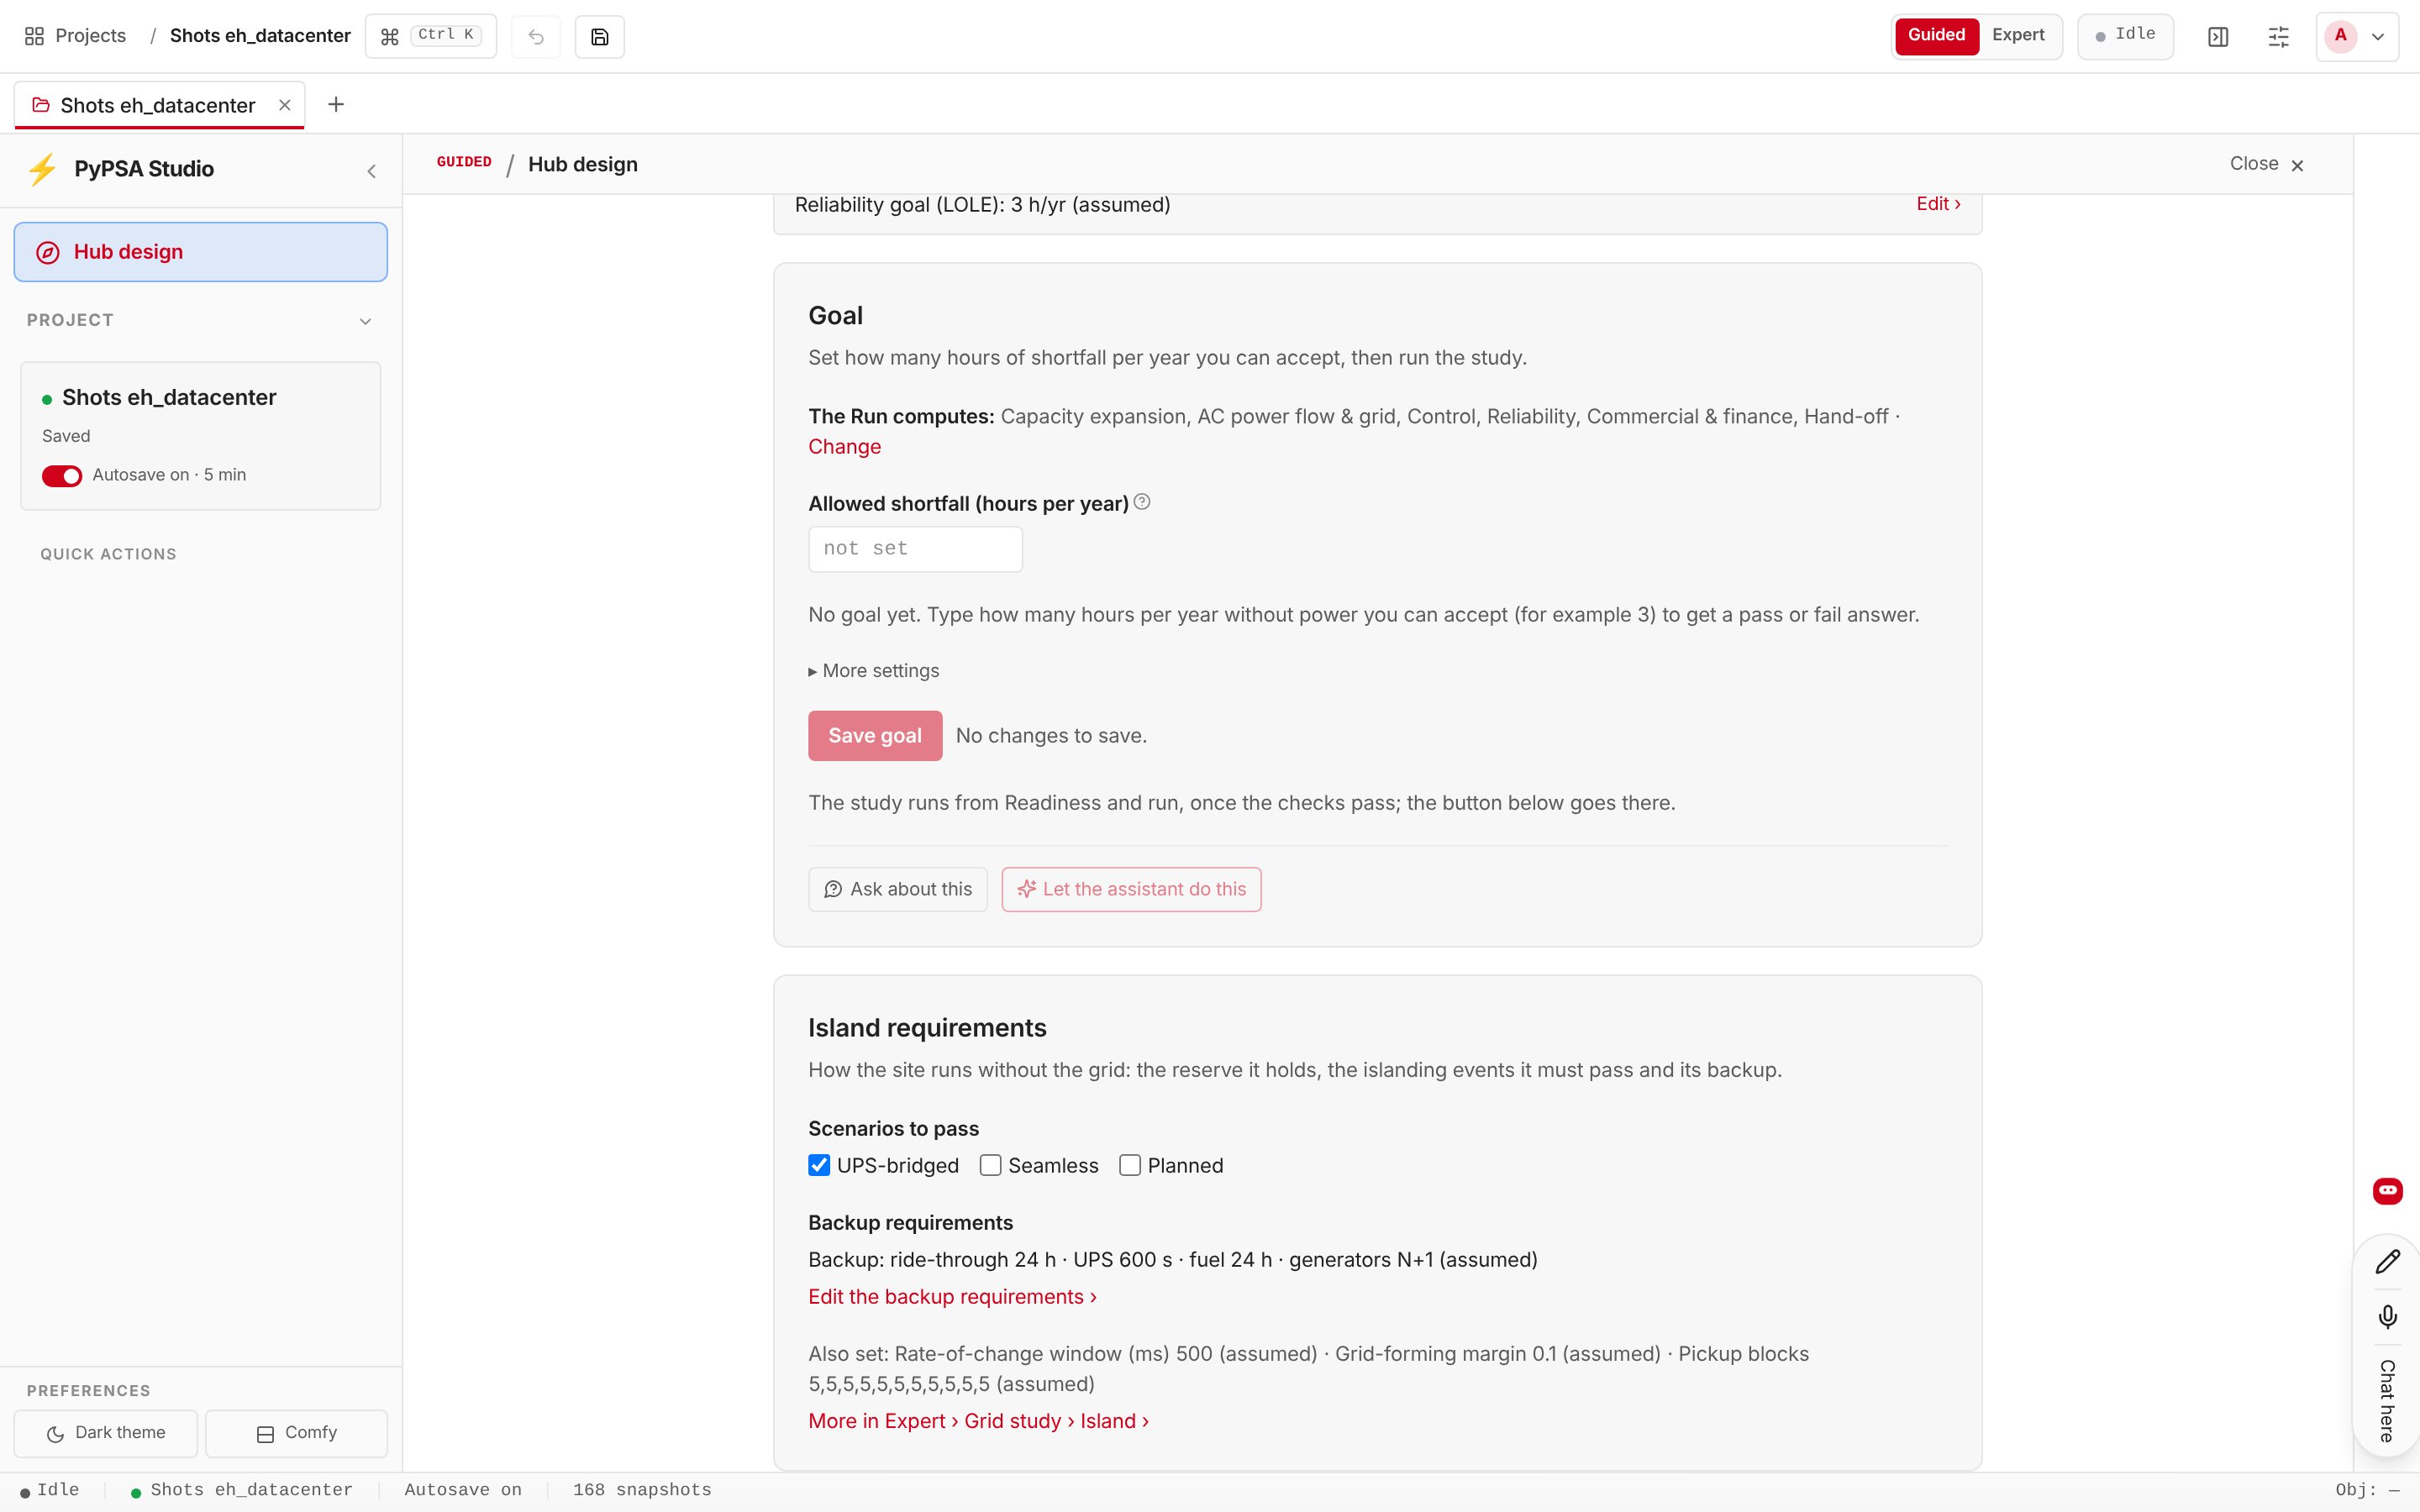 Projects / Shots eh_datacenter Ctrl K Guided Expert Idle A
Shots eh_datacenter
PyPSA Studio
GUIDED / Hub design
Close
Hub design
PROJECT
Shots eh_datacenter
Saved
Autosave on · 5 min
QUICK ACTIONS
Reliability goal (LOLE): 3 h/yr (assumed)
Edit ›
Goal
Set how many hours of shortfall per year you can accept, then run the study.
The Run computes: Capacity expansion, AC power flow & grid, Control, Reliability, Commercial & finance, Hand-off ·
Change
Allowed shortfall (hours per year)
not set
No goal yet. Type how many hours per year without power you can accept (for example 3) to get a pass or fail answer.
▸ More settings
Save goal No changes to save.
The study runs from Readiness and run, once the checks pass; the button below goes there.
Ask about this Let the assistant do this
Island requirements
How the site runs without the grid: the reserve it holds, the islanding events it must pass and its backup.
Scenarios to pass
UPS-bridged Seamless Planned
Backup requirements
Backup: ride-through 24 h · UPS 600 s · fuel 24 h · generators N+1 (assumed)
Edit the backup requirements ›
Also set: Rate-of-change window (ms) 500 (assumed) · Grid-forming margin 0.1 (assumed) · Pickup blocks
5,5,5,5,5,5,5,5,5,5,5 (assumed)
More in Expert › Grid study › Island ›
Chat here
PREFERENCES
Dark theme Comfy
Idle Shots eh_datacenter Autosave on 168 snapshots Obj: —